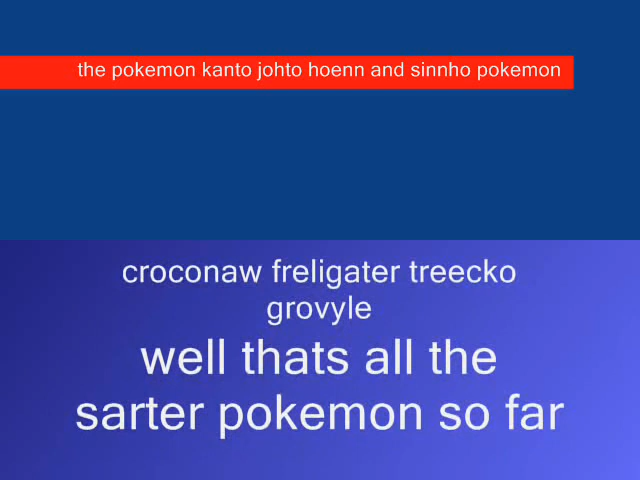 the pokemon kanto johto hoenn and sinnho pokemon
croconaw freligater treecko
grovyle
well thats all the
sarter pokemon so far